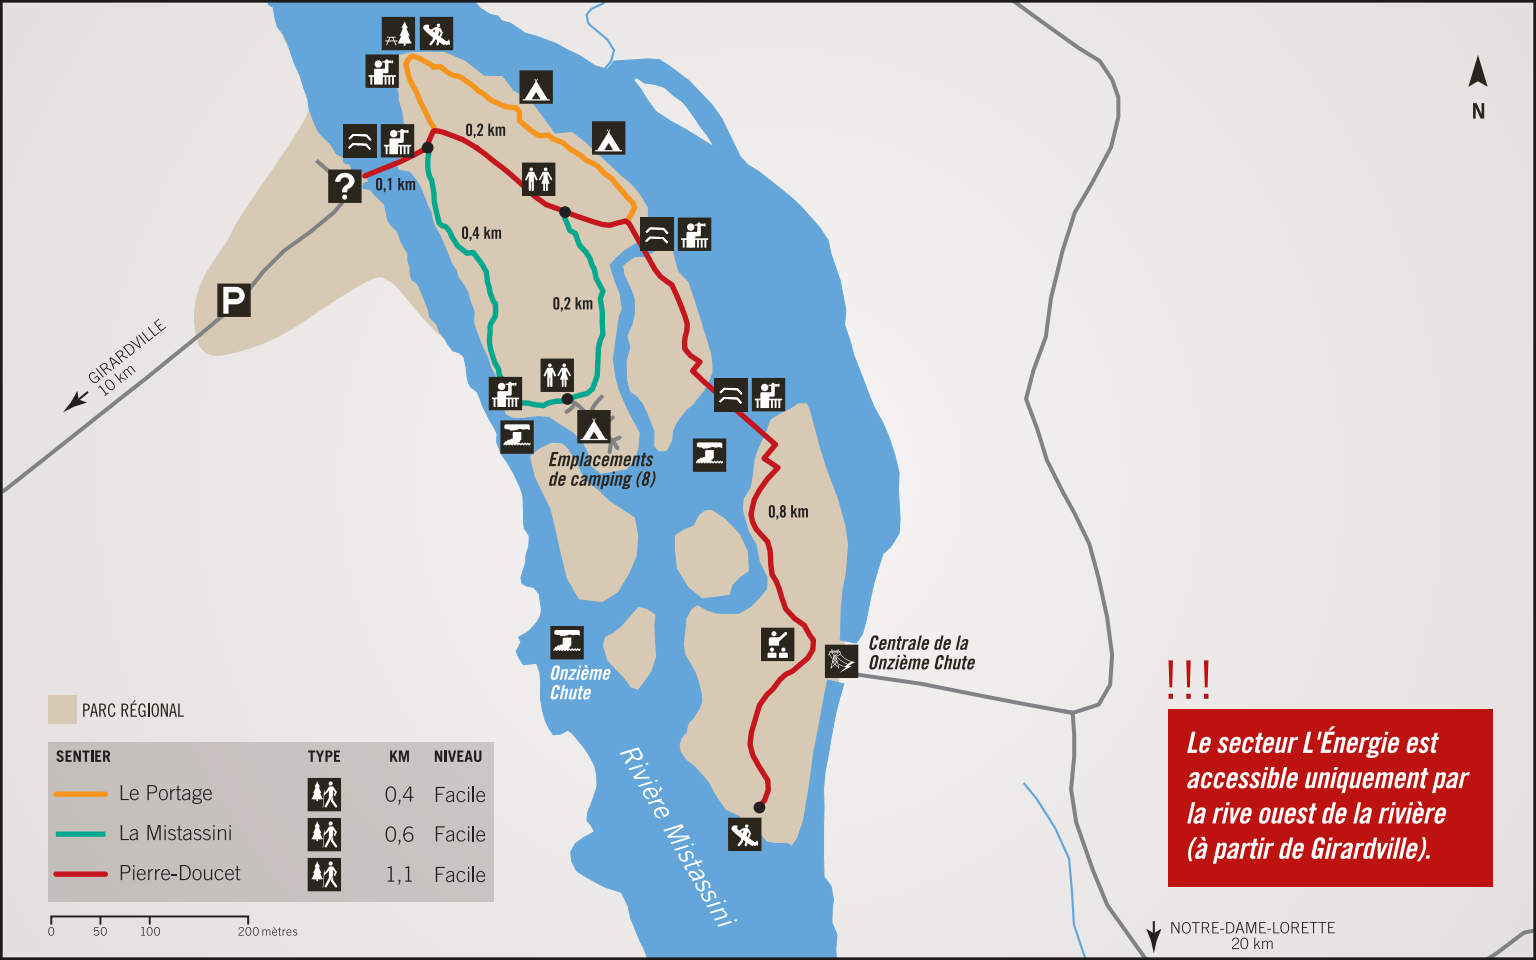 N
0,2 km
?
0,1 km
0,4 km
P
0,2 km
GIRARDVILLE
10 km
Emplacements
de camping (8)
0,8 km
Centrale de la
Onzième Chute
Onzième
Chute
!!!
Le secteur L'Énergie est
accessible uniquement par
la rive ouest de la rivière
(à partir de Girardville).
PARC RÉGIONAL
SENTIER TYPE KM NIVEAU
Le Portage 0,4 Facile
La Mistassini 0,6 Facile
Pierre-Doucet 1,1 Facile
Rivière Mistassini
0 50 100 200 mètres
NOTRE-DAME-LORETTE
20 km